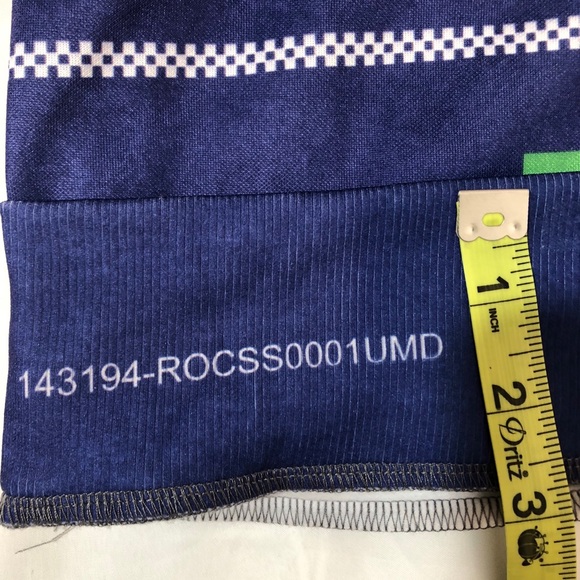 143194-ROCSS0001UMD
1
INCH
2
Dritz
3